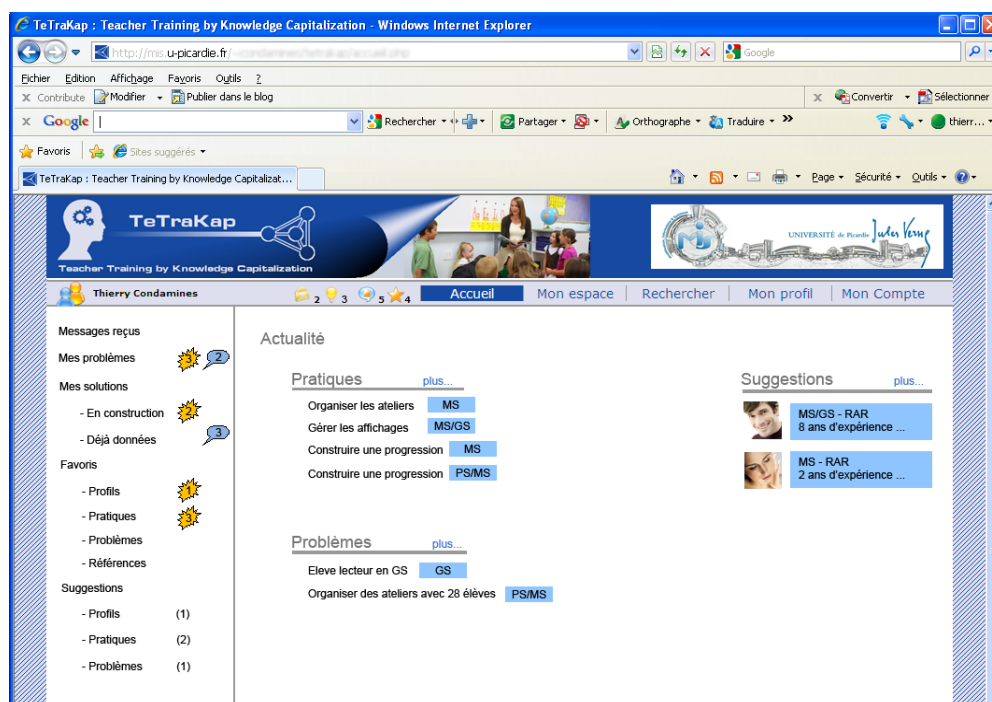 TeTraKap : Teacher Training by Knowledge Capitalization - Windows Internet Explorer
http://mis.u-picardie.fr/
Google
Fichier Edition Affichage Favoris Outils ?
x Contribute Modifier Publier dans le blog x Convertir Sélectionner
x Google Rechercher Partager Orthographe Traduire » thierr...
Favoris Sites suggérés
TeTraKap : Teacher Training by Knowledge Capitalizat... Page Sécurité Outils
TeTraKap
Teacher Training by Knowledge Capitalization
UNIVERSITÉ de Picardie Jules Verne
Thierry Condamines 2 3 5 4 Accueil Mon espace Rechercher Mon profil Mon Compte
Messages reçus
Mes problèmes 3 2
Mes solutions
- En construction 2
- Déjà données 3
Favoris
- Profils 1
- Pratiques 3
- Problèmes
- Références
Suggestions
- Profils (1)
- Pratiques (2)
- Problèmes (1)
Actualité
Pratiques plus...
Organiser les ateliers MS
Gérer les affichages MS/GS
Construire une progression MS
Construire une progression PS/MS
Problèmes plus...
Eleve lecteur en GS GS
Organiser des ateliers avec 28 élèves PS/MS
Suggestions plus...
MS/GS - RAR
8 ans d'expérience ...
MS - RAR
2 ans d'expérience ...